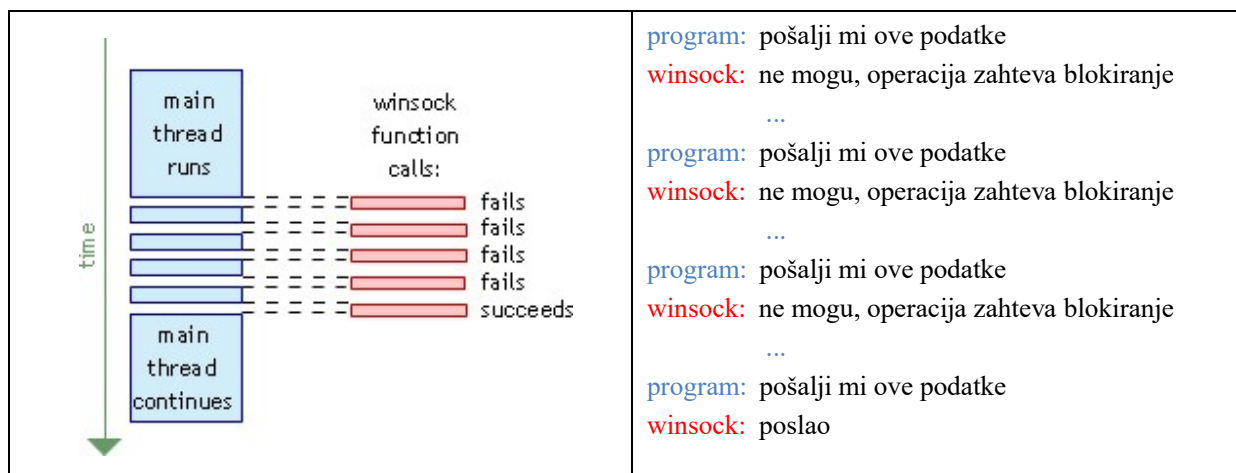 time
main
thread
runs
winsock
function
calls:
fails
fails
fails
fails
succeeds
main
thread
continues
program: pošalji mi ove podatke
winsock: ne mogu, operacija zahteva blokiranje
...
program: pošalji mi ove podatke
winsock: ne mogu, operacija zahteva blokiranje
...
program: pošalji mi ove podatke
winsock: ne mogu, operacija zahteva blokiranje
...
program: pošalji mi ove podatke
winsock: poslao